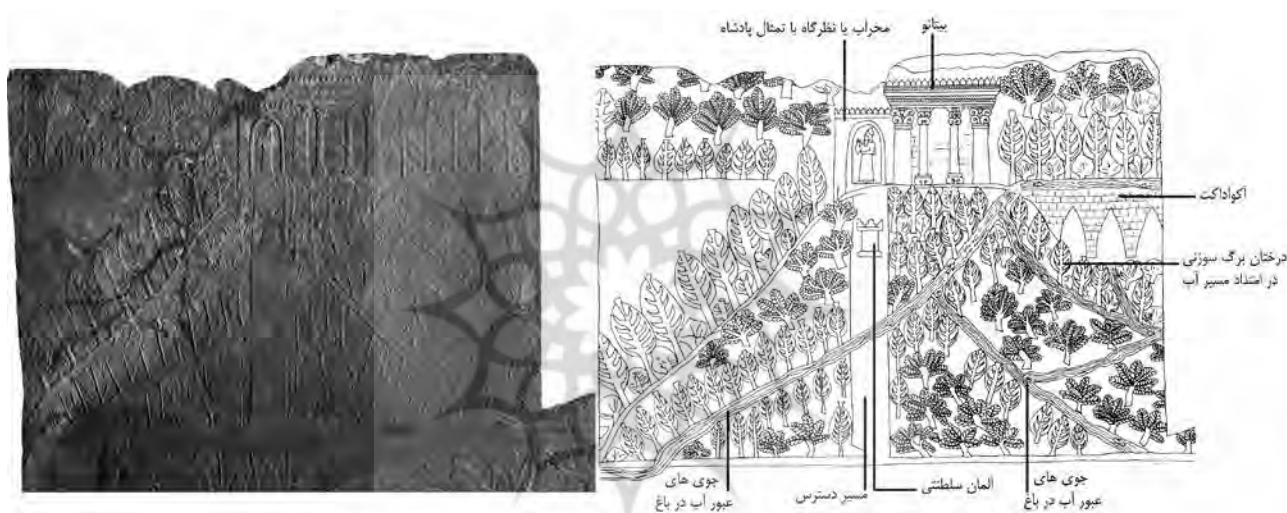 بیتانو
محراب یا نظرگاه با تمثال پادشاه
آکواداکت
درختان برگ سوزنی
در امتداد مسیر آب
جوی های
عبور آب در باغ
المان سلطنتی
مسیر دسترس
جوی های
عبور آب در باغ